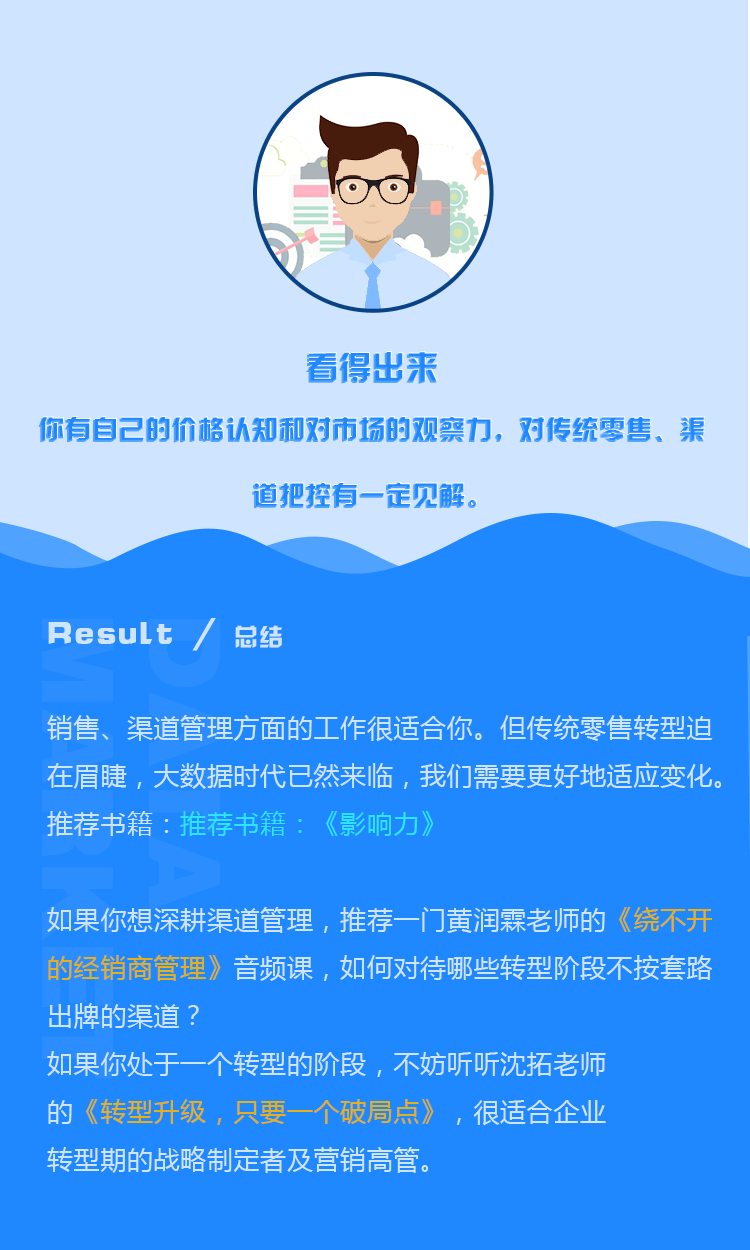 看得出来
你有自己的价格认知和对市场的观察力，对传统零售、渠
道把控有一定见解。
Result / 总结
DATA
MARKET
销售、渠道管理方面的工作很适合你。但传统零售转型迫
在眉睫，大数据时代已然来临，我们需要更好地适应变化。
推荐书籍：推荐书籍：《影响力》
如果你想深耕渠道管理，推荐一门黄润霖老师的《绕不开
的经销商管理》音频课，如何对待哪些转型阶段不按套路
出牌的渠道？
如果你处于一个转型的阶段，不妨听听沈拓老师
的《转型升级，只要一个破局点》，很适合企业
转型期的战略制定者及营销高管。